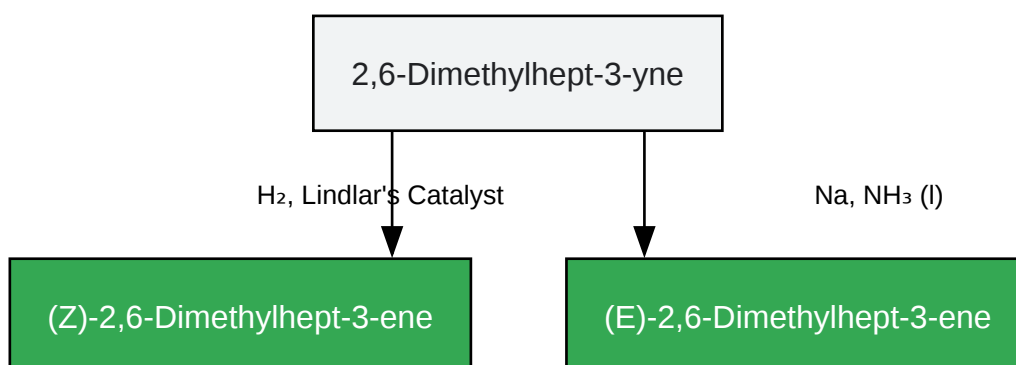 2,6-Dimethylhept-3-yne
H₂, Lindlar's Catalyst
Na, NH₃ (l)
(Z)-2,6-Dimethylhept-3-ene
(E)-2,6-Dimethylhept-3-ene